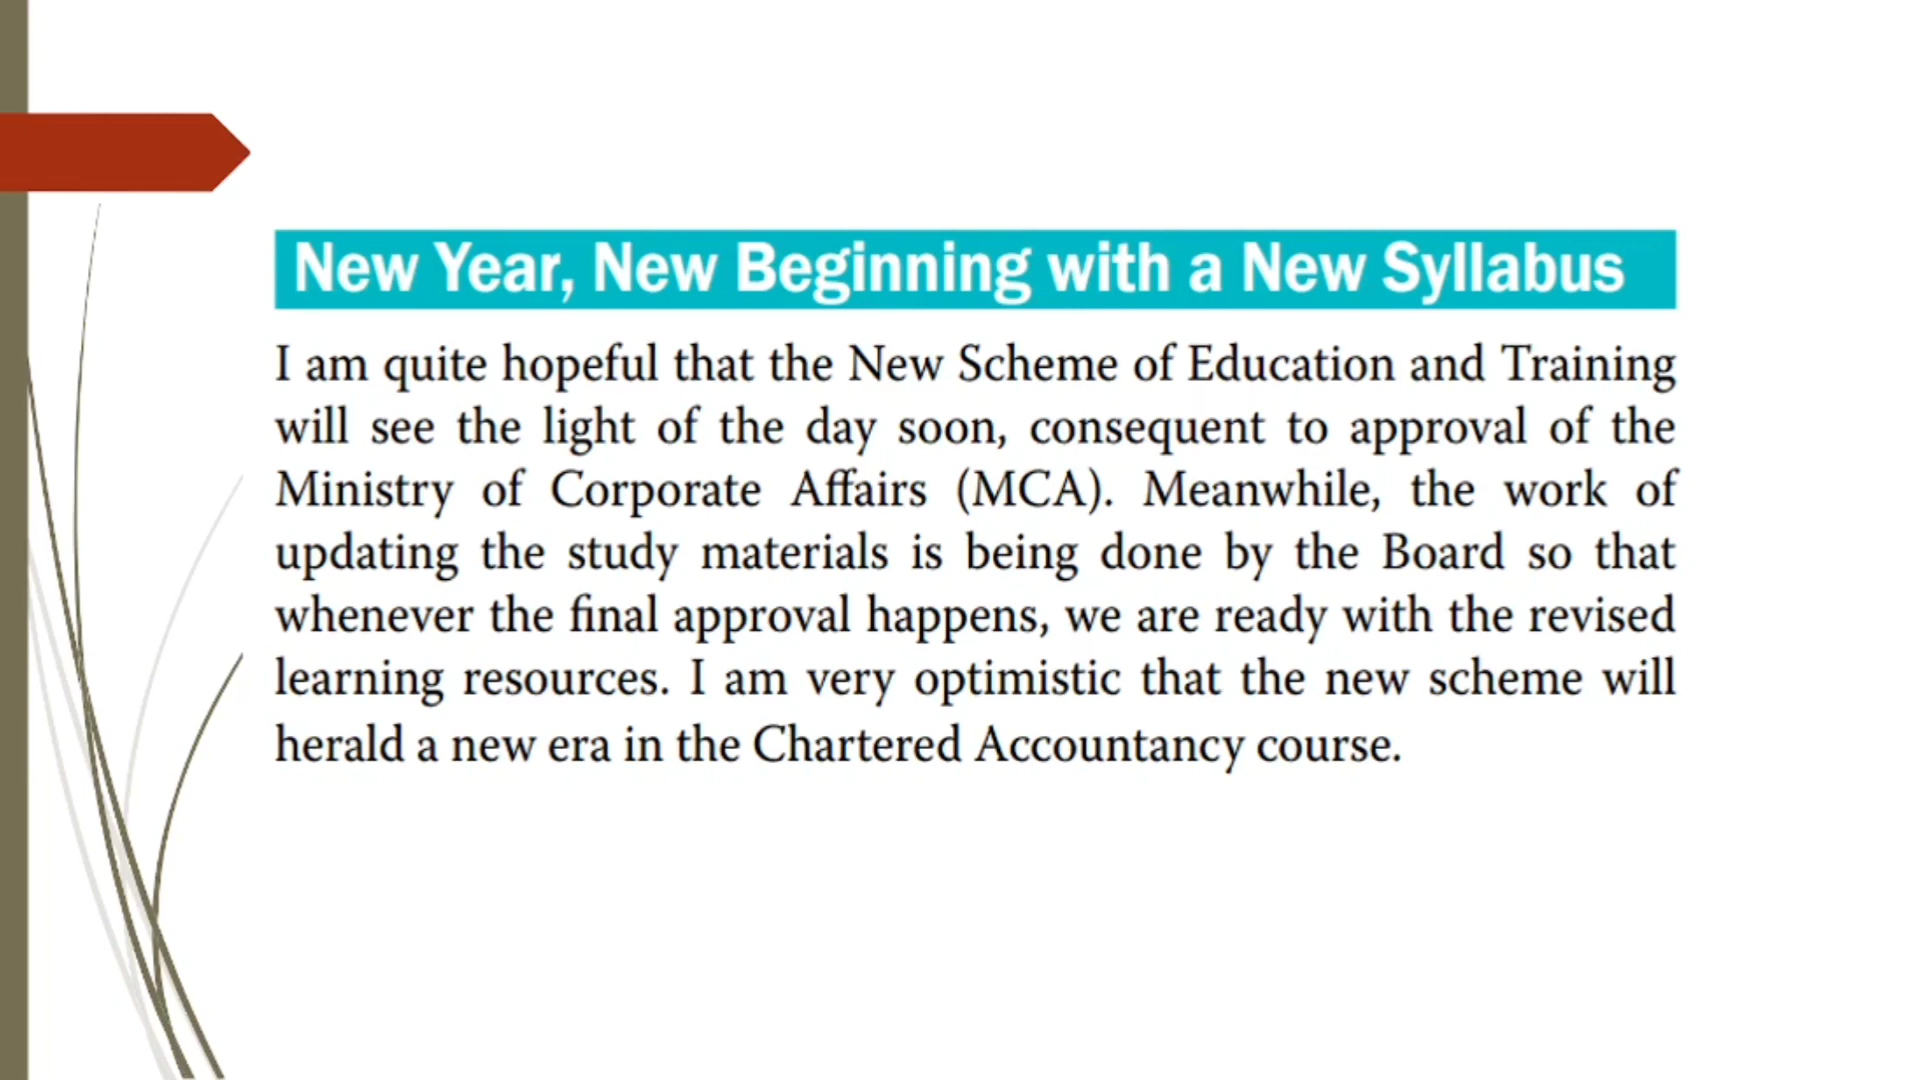 New Year, New Beginning with a New Syllabus
I am quite hopeful that the New Scheme of Education and Training
will see the light of the day soon, consequent to approval of the
Ministry of Corporate Affairs (MCA). Meanwhile, the work of
updating the study materials is being done by the Board so that
whenever the final approval happens, we are ready with the revised
learning resources. I am very optimistic that the new scheme will
herald a new era in the Chartered Accountancy course.